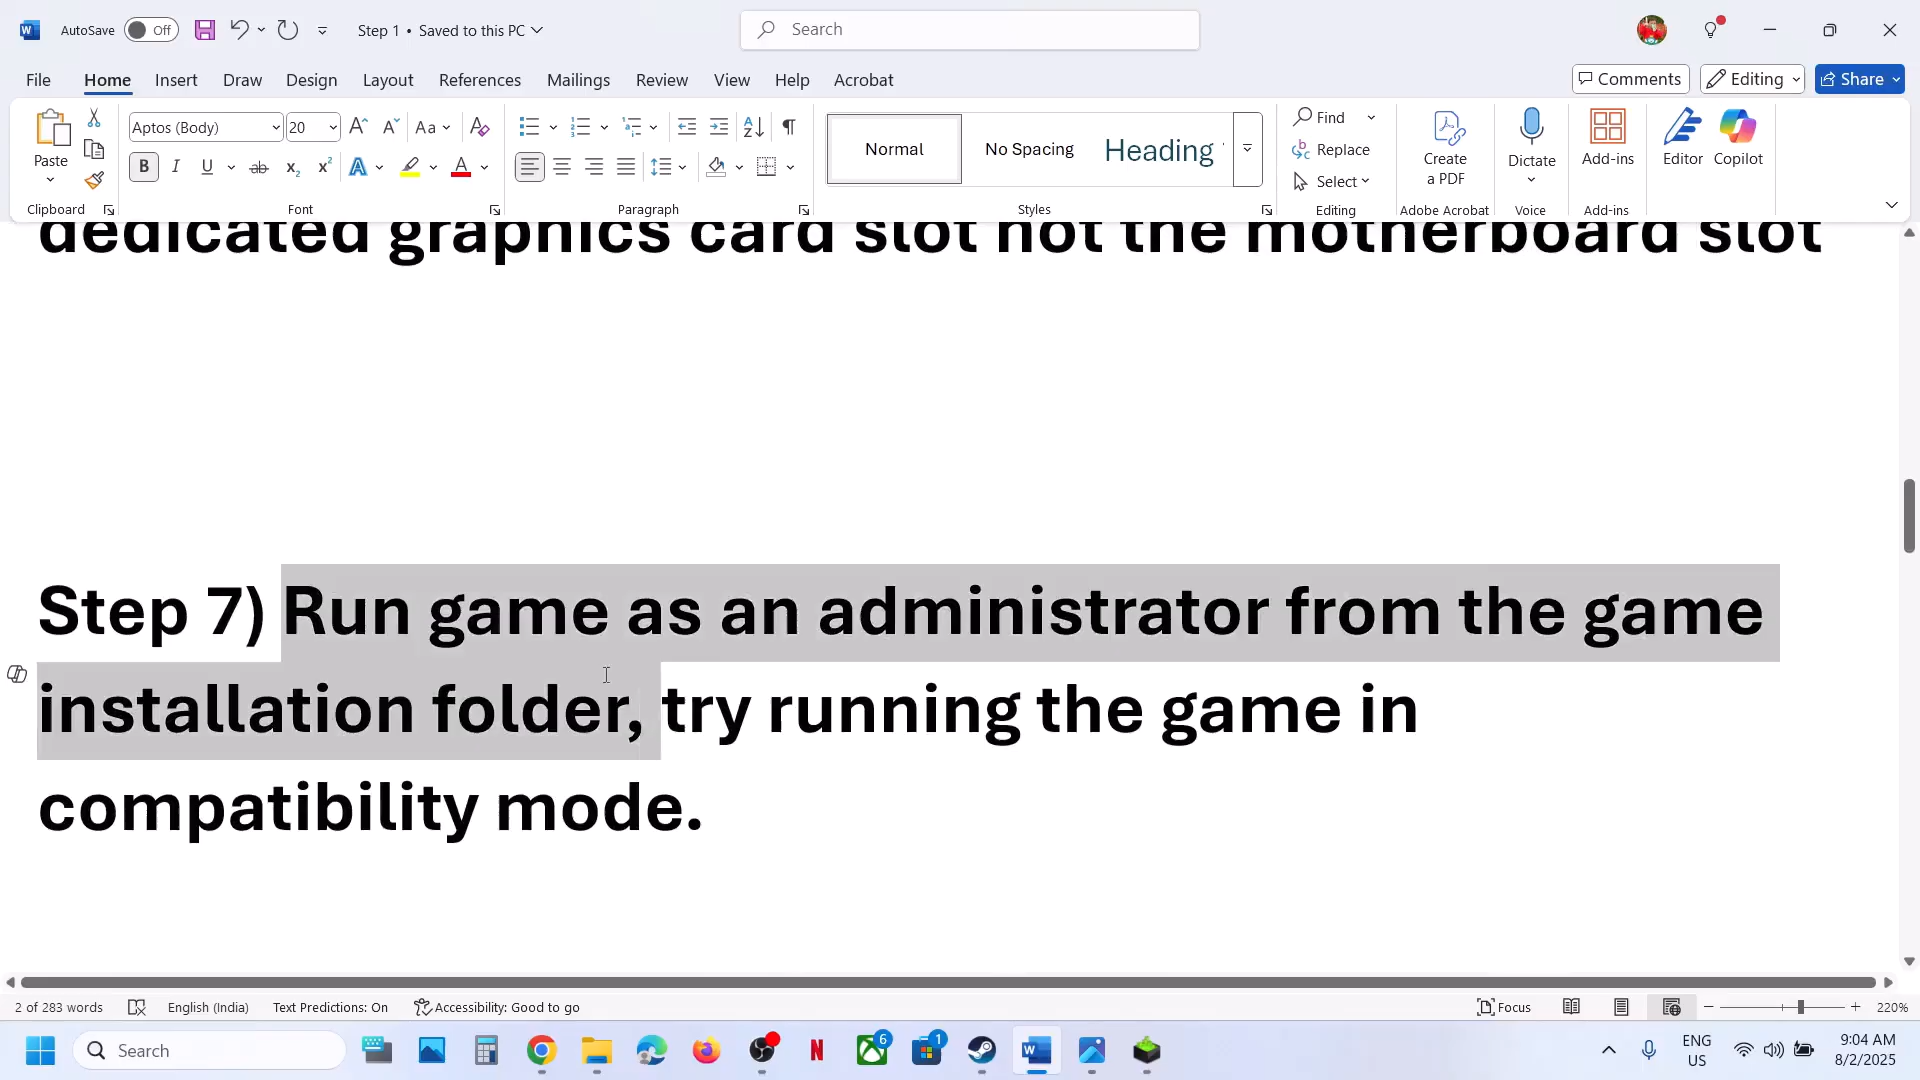 AutoSave Off Step 1 • Saved to this PC Search
File Home Insert Draw Design Layout References Mailings Review View Help Acrobat Comments Editing Share
Paste Aptos (Body) 20 Aa Normal No Spacing Heading Find Replace Select Create a PDF Dictate Add-ins Editor Copilot
Clipboard Font Paragraph Styles Editing Adobe Acrobat Voice Add-ins
dedicated graphics card slot not the motherboard slot
Step 7) Run game as an administrator from the game
installation folder, try running the game in
compatibility mode.
2 of 283 words English (India) Text Predictions: On Accessibility: Good to go Focus 220%
Search 6 1 ENG US 9:04 AM
8/2/2025